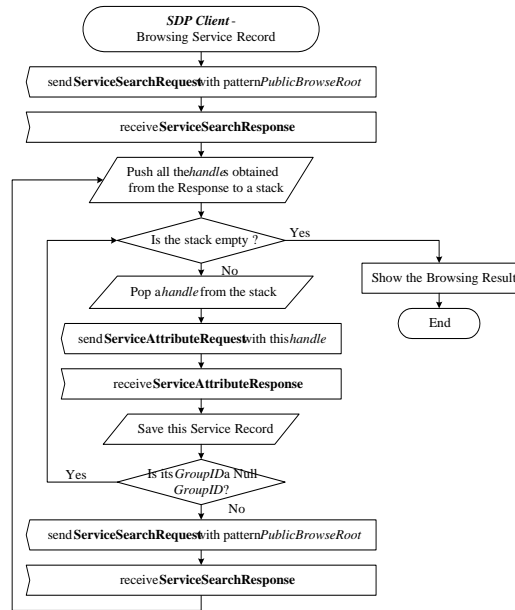 SDP Client -
Browsing Service Record
send ServiceSearchRequest with pattern PublicBrowseRoot
receive ServiceSearchResponse
Push all the handles obtained
from the Response to a stack
Is the stack empty ?
Yes
No
Show the Browsing Result
Pop a handle from the stack
End
send ServiceAttributeRequest with this handle
receive ServiceAttributeResponse
Save this Service Record
Yes
Is its GroupID a Null
GroupID?
No
send ServiceSearchRequest with pattern PublicBrowseRoot
receive ServiceSearchResponse